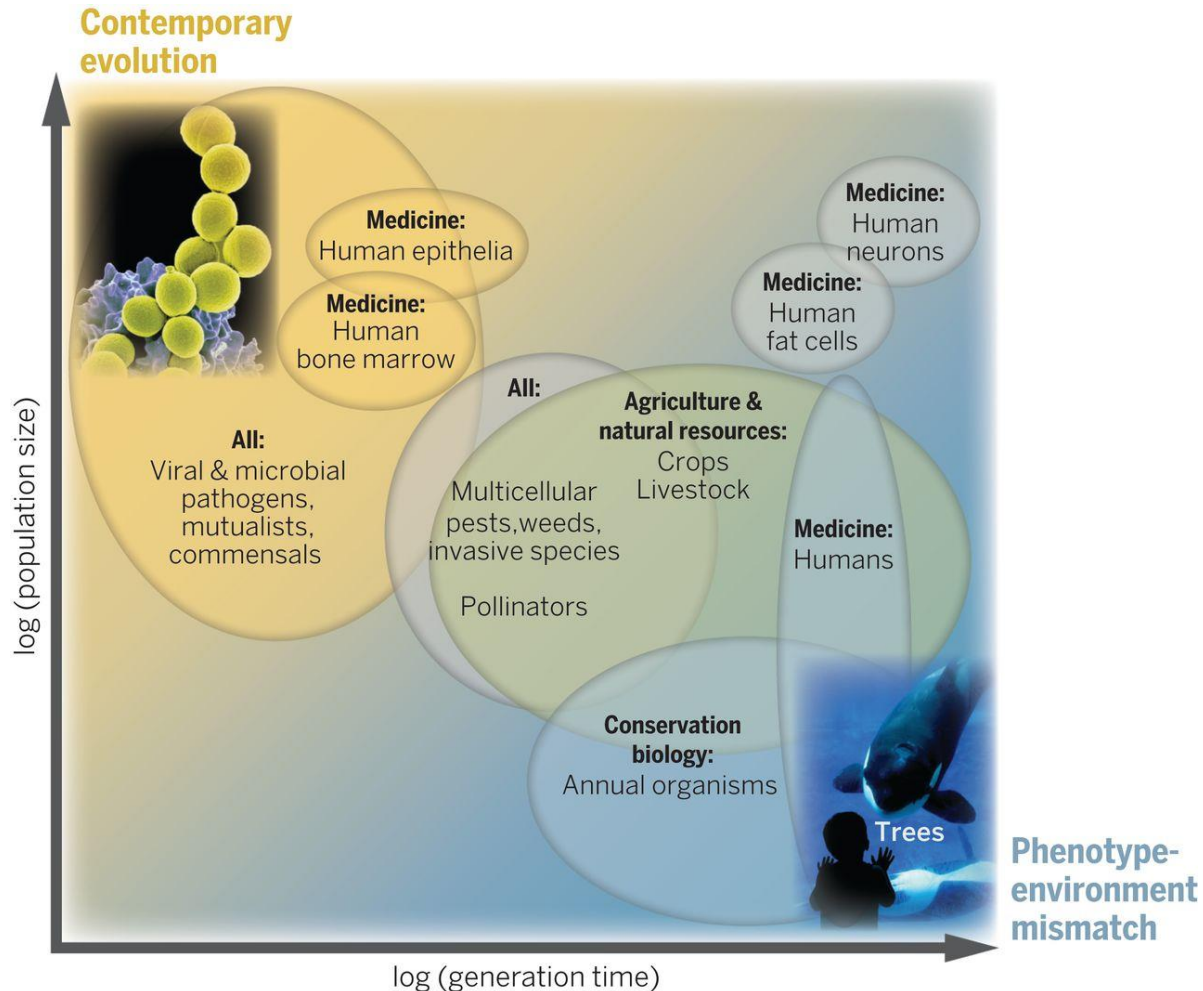 Contemporary
evolution
Medicine:
Human epithelia
Medicine:
Human
bone marrow
Medicine:
Human
neurons
Medicine:
Human
fat cells
All:
Viral & microbial
pathogens,
mutualists,
commensals
All:
Multicellular
pests,weeds,
invasive species
Pollinators
Agriculture &
natural resources:
Crops
Livestock
Medicine:
Humans
Conservation
biology:
Annual organisms
Trees
Phenotype-
environment
mismatch
log (population size)
log (generation time)